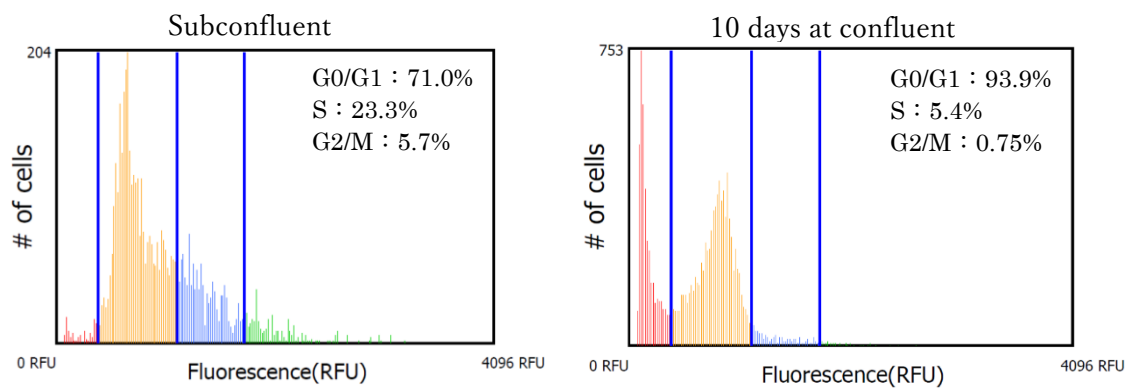 Subconfluent
204
G0/G1：71.0%
S：23.3%
G2/M：5.7%
# of cells
0 RFU
4096 RFU
Fluorescence(RFU)
10 days at confluent
753
G0/G1：93.9%
S：5.4%
G2/M：0.75%
# of cells
0 RFU
4096 RFU
Fluorescence(RFU)